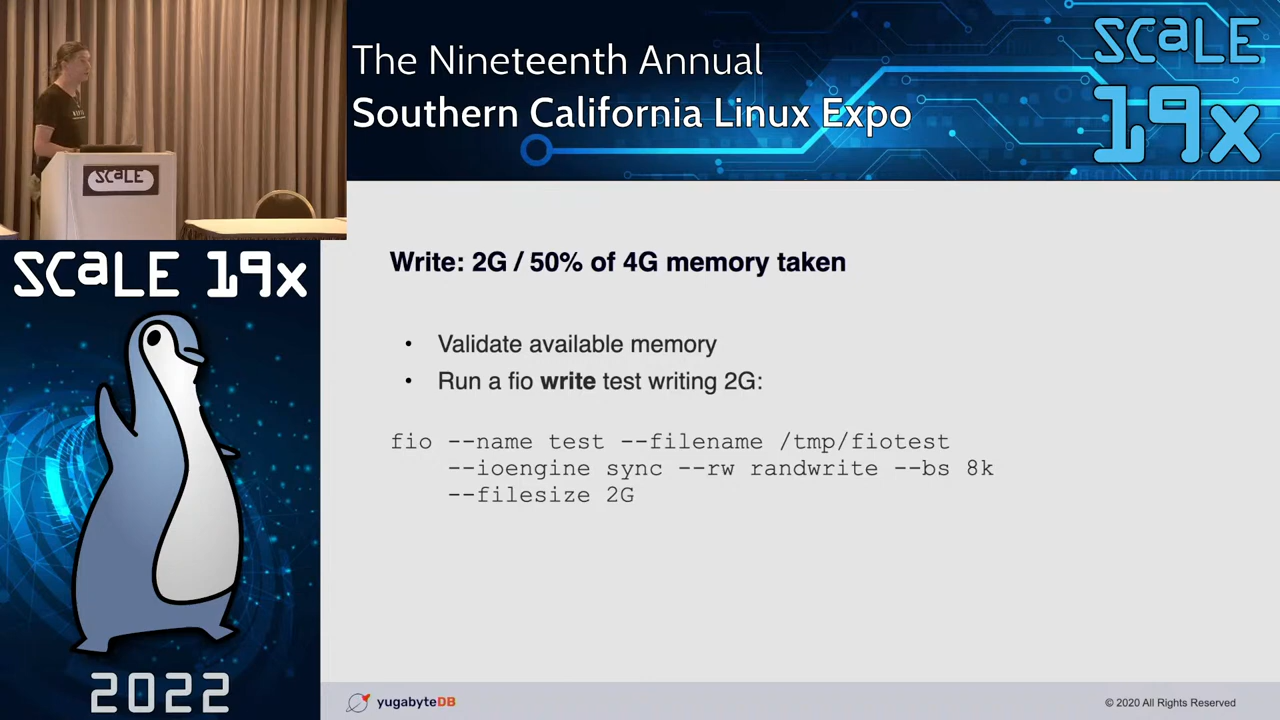 The Nineteenth Annual
Southern California Linux Expo
SCaLE
19x
SCaLE
SCaLE 19x
2022
Write: 2G / 50% of 4G memory taken
• Validate available memory
• Run a fio write test writing 2G:
fio --name test --filename /tmp/fiotest
--ioengine sync --rw randwrite --bs 8k
--filesize 2G
yugabyteDB
© 2020 All Rights Reserved